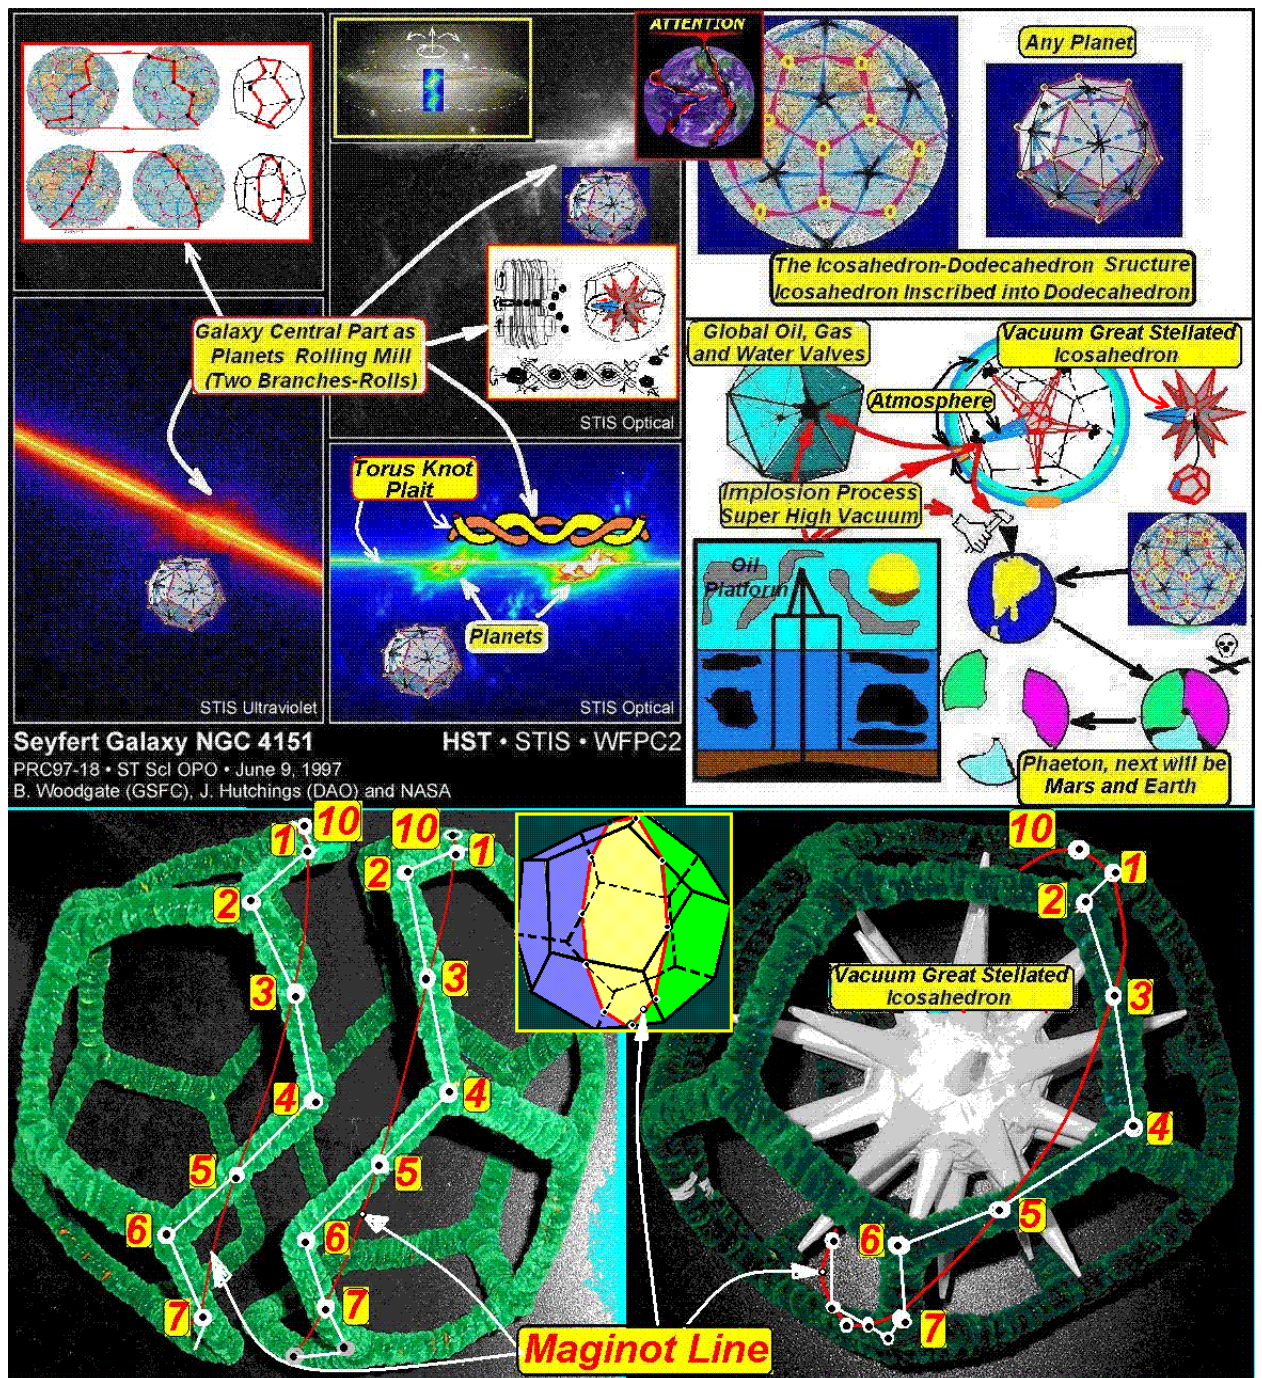 ATTENTION
Any Planet
The Icosahedron-Dodecahedron Sructure
Icosahedron Inscribed into Dodecahedron
Galaxy Central Part as
Planets Rolling Mill
(Two Branches-Rolls)
STIS Optical
Global Oil, Gas
and Water Valves
Vacuum Great Stellated
Icosahedron
Atmosphere
Torus Knot
Plait
Implosion Process
Super High Vacuum
Oil
Platform
Planets
STIS Ultraviolet
STIS Optical
Phaeton, next will be
Mars and Earth
Seyfert Galaxy NGC 4151
HST • STIS • WFPC2
PRC97-18 • ST ScI OPO • June 9, 1997
B. Woodgate (GSFC), J. Hutchings (DAO) and NASA
1
10
2
3
4
5
6
7
10
1
2
3
4
5
6
7
10
1
2
Vacuum Great Stellated
Icosahedron
3
4
5
6
7
Maginot Line